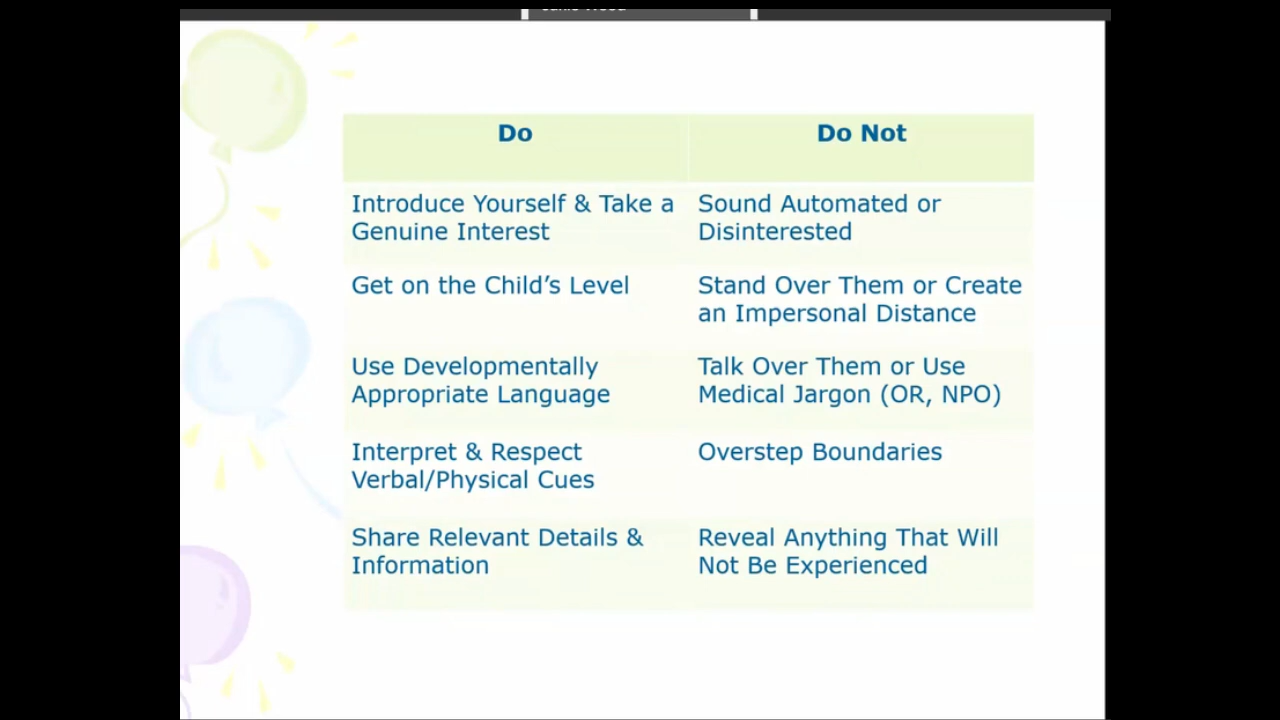 Do
Do Not
Introduce Yourself & Take a
Genuine Interest
Sound Automated or
Disinterested
Get on the Child’s Level
Stand Over Them or Create
an Impersonal Distance
Use Developmentally
Appropriate Language
Talk Over Them or Use
Medical Jargon (OR, NPO)
Interpret & Respect
Verbal/Physical Cues
Overstep Boundaries
Share Relevant Details &
Information
Reveal Anything That Will
Not Be Experienced